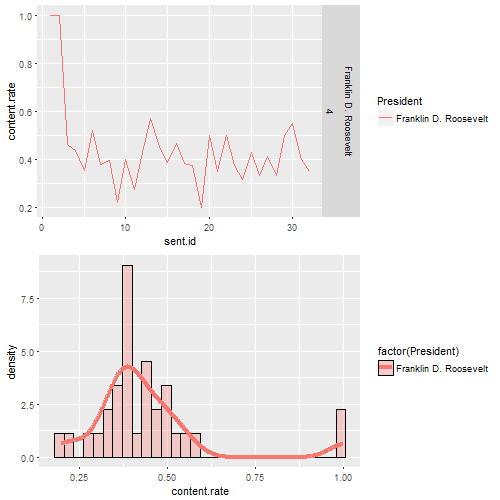 1.0
0.8
0.6
0.4
0.2
content.rate
0
10
20
30
sent.id
Franklin D. Roosevelt
4
President
Franklin D. Roosevelt
7.5
5.0
2.5
0.0
density
0.25
0.50
0.75
1.00
content.rate
factor(President)
Franklin D. Roosevelt